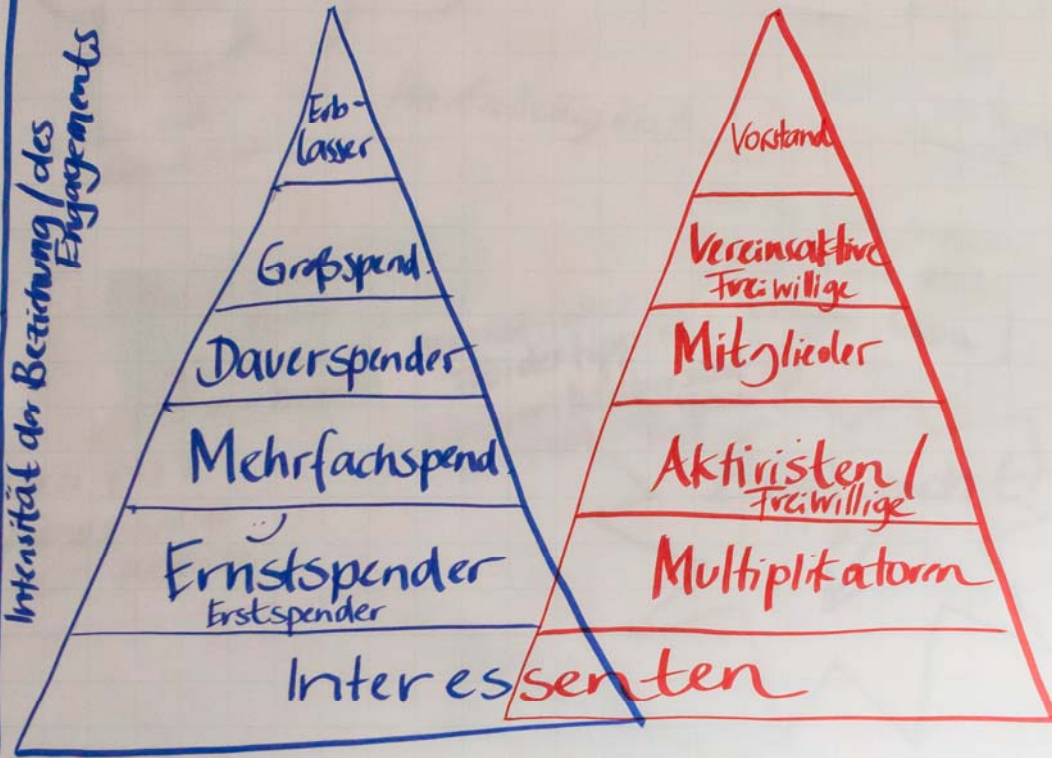 Intensität der Beziehung / des
Engagements
Erb-
lasser
Großspend.
Dauerspender
Mehrfachspend.
Ernstspender
Erstspender
Vorstand
Vereinsaktive
Freiwillige
Mitglieder
Aktivisten /
Freiwillige
Multiplikatoren
Interessenten